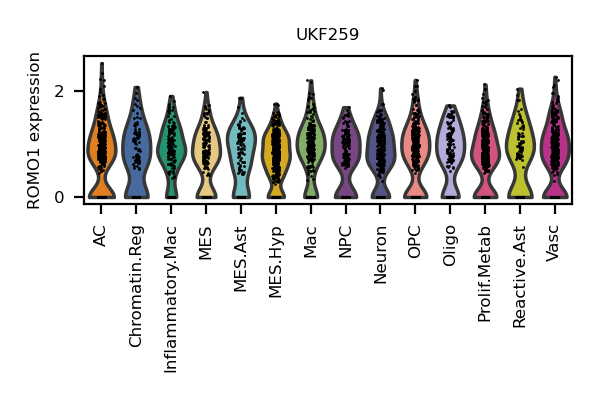 UKF259
ROMO1 expression
2
0
AC
Chromatin.Reg
Inflammatory.Mac
MES
MES.Ast
MES.Hyp
Mac
NPC
Neuron
OPC
Oligo
Prolif.Metab
Reactive.Ast
Vasc